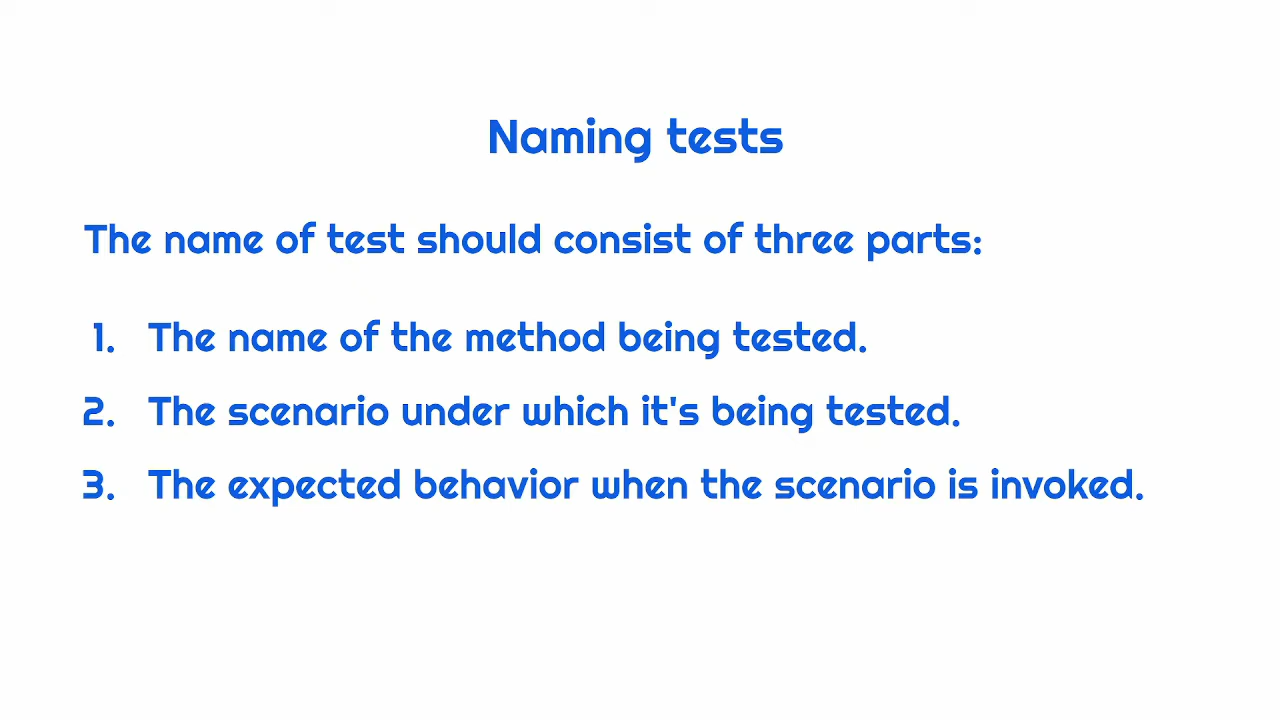 Naming tests
The name of test should consist of three parts:
1. The name of the method being tested.
2. The scenario under which it's being tested.
3. The expected behavior when the scenario is invoked.